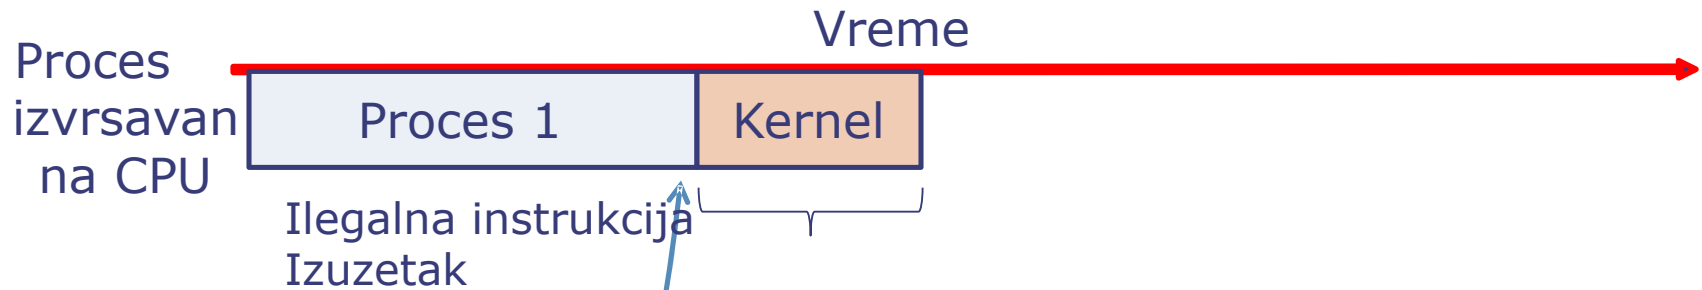 Vreme
Proces
izvrsavan
na CPU
Proces 1
Kernel
Ilegalna instrukcija
Izuzetak